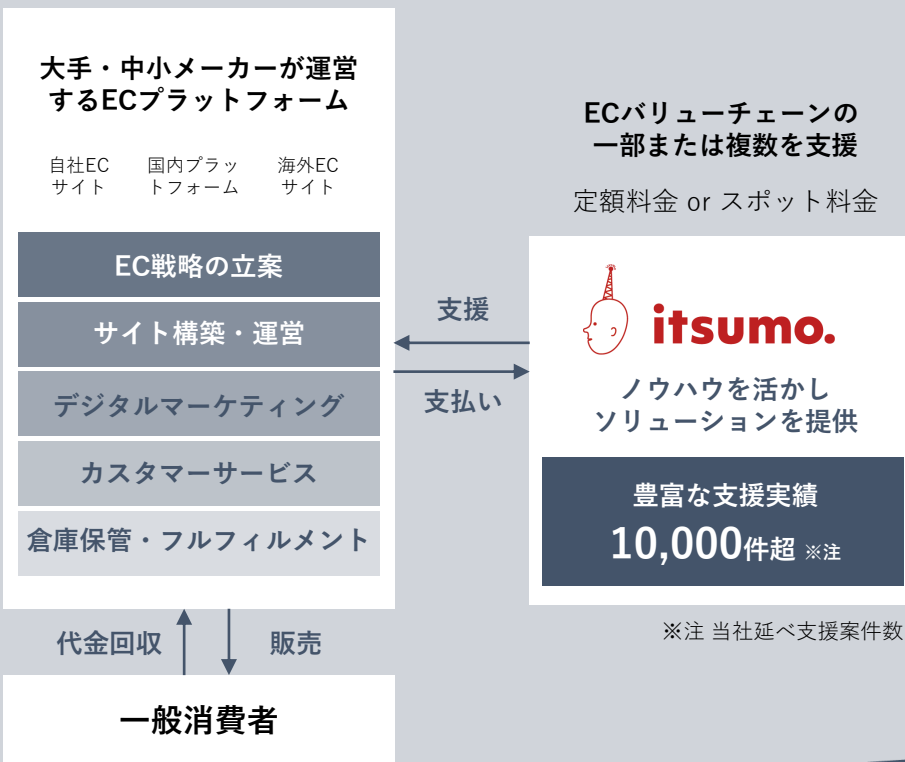 大手・中小メーカーが運営
するECプラットフォーム
自社EC
サイト
国内プラッ
トフォーム
海外EC
サイト
EC戦略の立案
サイト構築・運営
デジタルマーケティング
カスタマーサービス
倉庫保管・フルフィルメント
代金回収
販売
一般消費者
支援
支払い
ECバリューチェーンの
一部または複数を支援
定額料金 or スポット料金
itsumo.
ノウハウを活かし
ソリューションを提供
豊富な支援実績
10,000件超 ※注
※注 当社延べ支援案件数